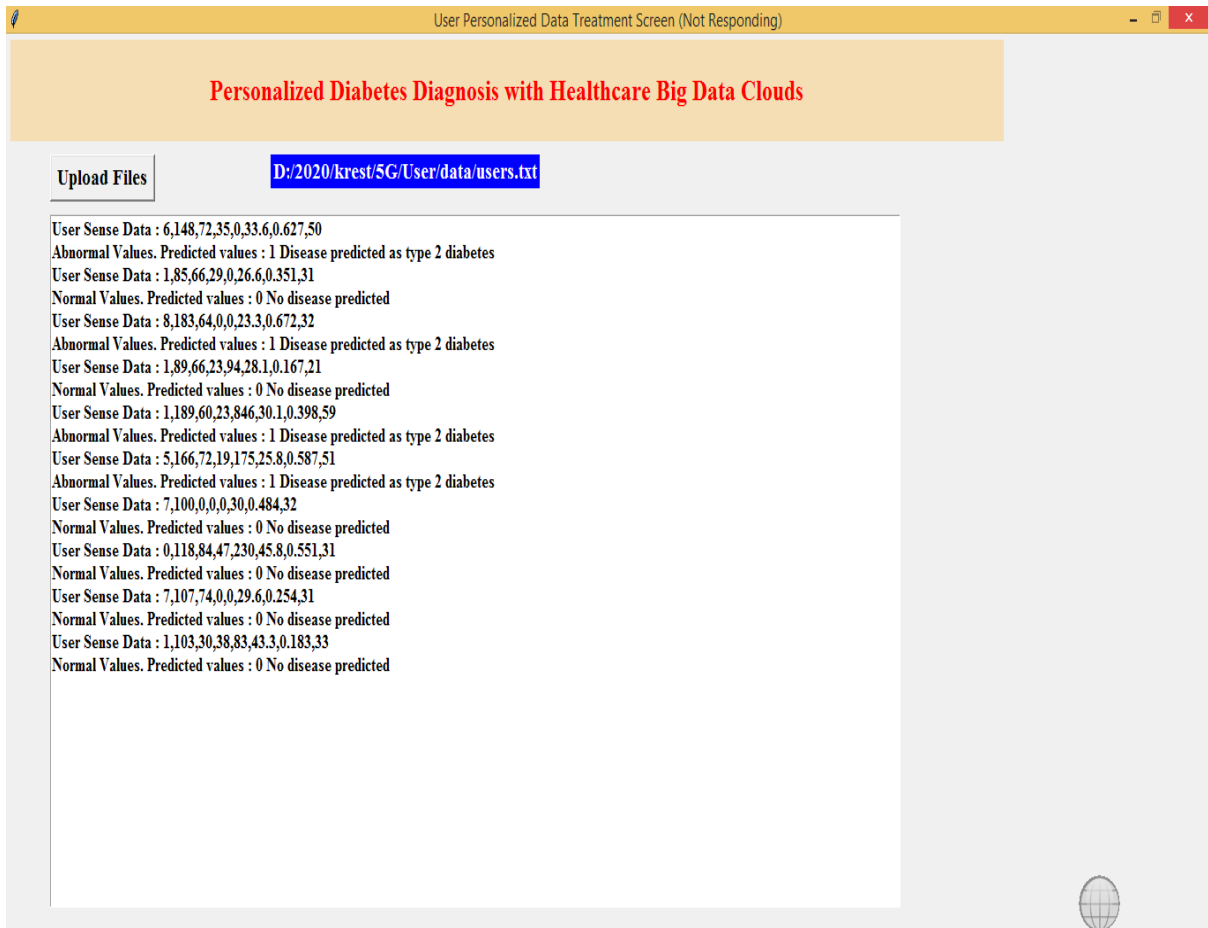 User Personalized Data Treatment Screen (Not Responding)
Personalized Diabetes Diagnosis with Healthcare Big Data Clouds
Upload Files
D:/2020/krest/5G/User/data/users.txt
User Sense Data : 6,148,72,35,0,33.6,0.627,50
Abnormal Values. Predicted values : 1 Disease predicted as type 2 diabetes
User Sense Data : 1,85,66,29,0,26.6,0.351,31
Normal Values. Predicted values : 0 No disease predicted
User Sense Data : 8,183,64,0,0,23.3,0.672,32
Abnormal Values. Predicted values : 1 Disease predicted as type 2 diabetes
User Sense Data : 1,89,66,23,94,28.1,0.167,21
Normal Values. Predicted values : 0 No disease predicted
User Sense Data : 1,189,60,23,846,30.1,0.398,59
Abnormal Values. Predicted values : 1 Disease predicted as type 2 diabetes
User Sense Data : 5,166,72,19,175,25.8,0.587,51
Abnormal Values. Predicted values : 1 Disease predicted as type 2 diabetes
User Sense Data : 7,100,0,0,0,30,0.484,32
Normal Values. Predicted values : 0 No disease predicted
User Sense Data : 0,118,84,47,230,45.8,0.551,31
Normal Values. Predicted values : 0 No disease predicted
User Sense Data : 7,107,74,0,0,29.6,0.254,31
Normal Values. Predicted values : 0 No disease predicted
User Sense Data : 1,103,30,38,83,43.3,0.183,33
Normal Values. Predicted values : 0 No disease predicted